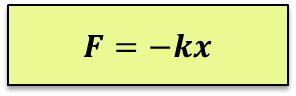 F = −kx